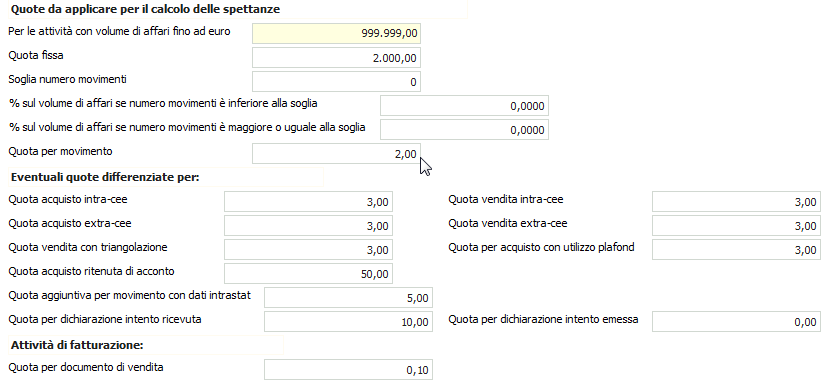 Quote da applicare per il calcolo delle spettanze
Per le attività con volume di affari fino ad euro 999.999,00
Quota fissa 2.000,00
Soglia numero movimenti 0
% sul volume di affari se numero movimenti è inferiore alla soglia 0,0000
% sul volume di affari se numero movimenti è maggiore o uguale alla soglia 0,0000
Quota per movimento 2,00
Eventuali quote differenziate per:
Quota acquisto intra-cee 3,00 Quota vendita intra-cee 3,00
Quota acquisto extra-cee 3,00 Quota vendita extra-cee 3,00
Quota vendita con triangolazione 3,00 Quota per acquisto con utilizzo plafond 3,00
Quota acquisto ritenuta di acconto 50,00
Quota aggiuntiva per movimento con dati intrastat 5,00
Quota per dichiarazione intento ricevuta 10,00 Quota per dichiarazione intento emessa 0,00
Attività di fatturazione:
Quota per documento di vendita 0,10